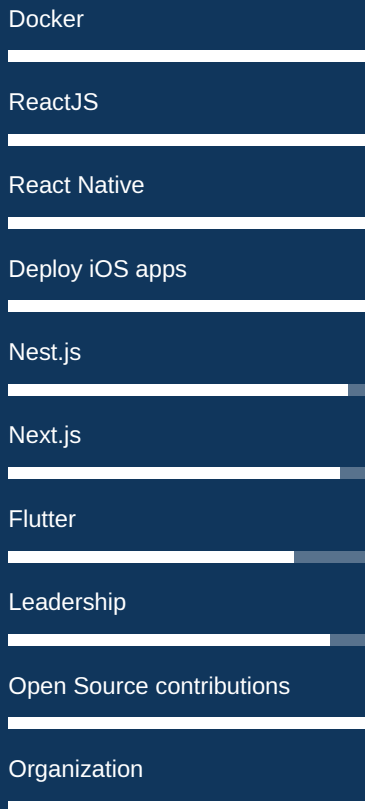 Docker
ReactJS
React Native
Deploy iOS apps
Nest.js
Next.js
Flutter
Leadership
Open Source contributions
Organization